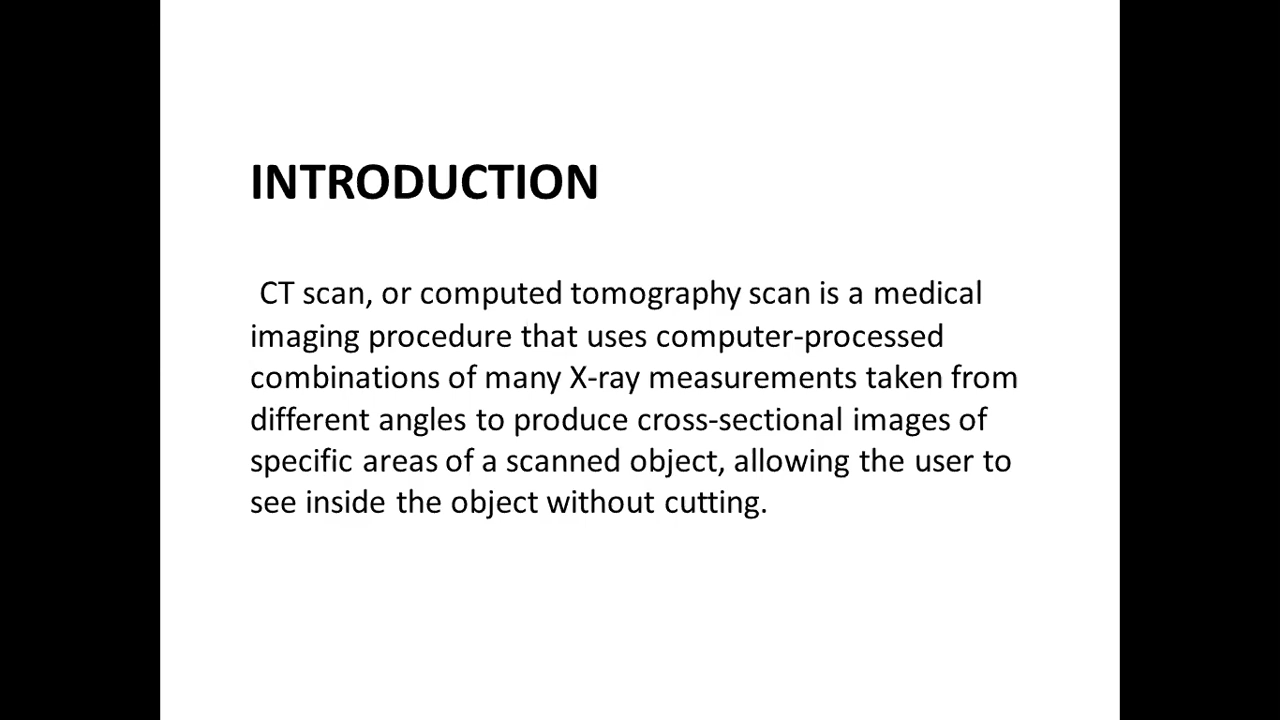 INTRODUCTION
CT scan, or computed tomography scan is a medical
imaging procedure that uses computer-processed
combinations of many X-ray measurements taken from
different angles to produce cross-sectional images of
specific areas of a scanned object, allowing the user to
see inside the object without cutting.